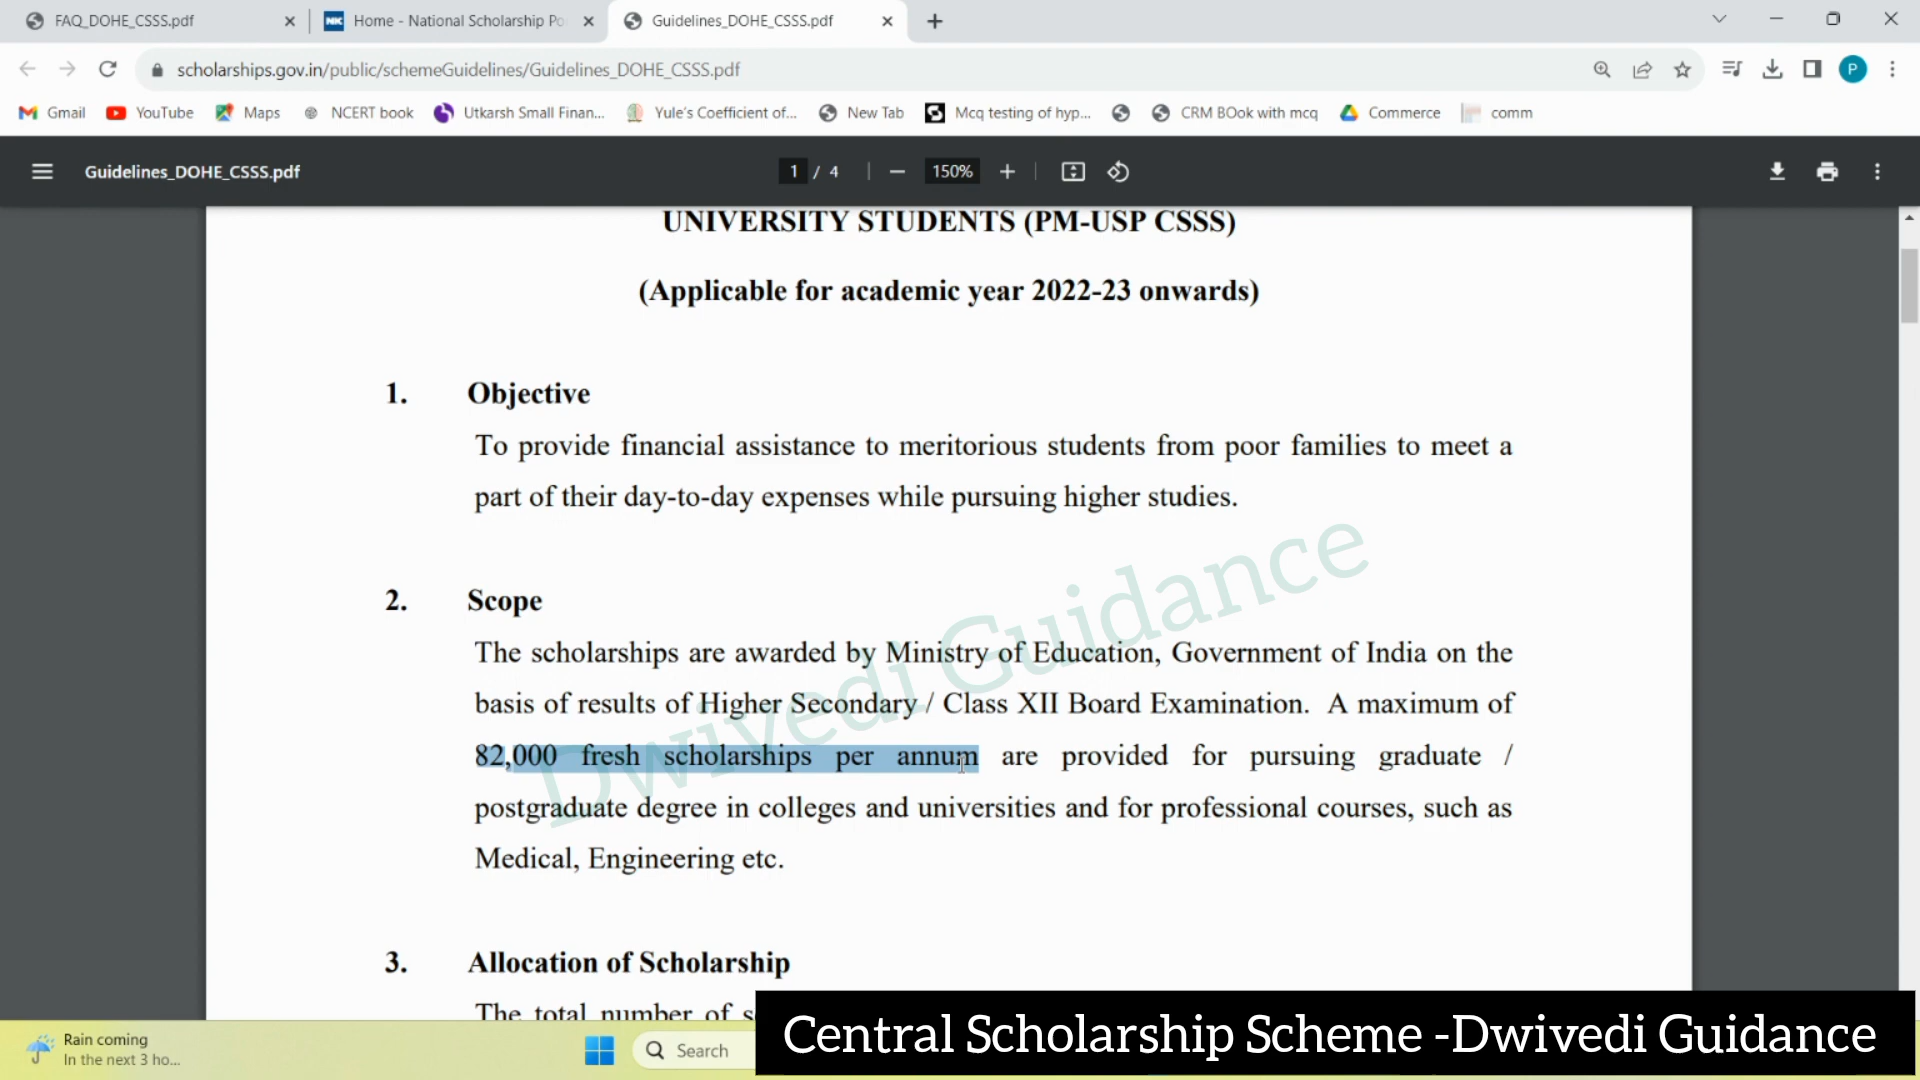 FAQ_DOHE_CSSS.pdf
Home - National Scholarship Po
Guidelines_DOHE_CSSS.pdf
scholarships.gov.in/public/schemeGuidelines/Guidelines_DOHE_CSSS.pdf
P
Gmail
YouTube
Maps
NCERT book
Utkarsh Small Finan...
Yule's Coefficient of...
New Tab
Mcq testing of hyp...
CRM BOok with mcq
Commerce
comm
Guidelines_DOHE_CSSS.pdf
1 / 4
150%
UNIVERSITY STUDENTS (PM-USP CSSS)
(Applicable for academic year 2022-23 onwards)
1. Objective
To provide financial assistance to meritorious students from poor families to meet a
part of their day-to-day expenses while pursuing higher studies.
2. Scope
The scholarships are awarded by Ministry of Education, Government of India on the
basis of results of Higher Secondary / Class XII Board Examination. A maximum of
82,000 fresh scholarships per annum are provided for pursuing graduate /
postgraduate degree in colleges and universities and for professional courses, such as
Medical, Engineering etc.
Dwivedi Guidance
3. Allocation of Scholarship
The total number of s
Central Scholarship Scheme -Dwivedi Guidance
Rain coming
In the next 3 ho...
Search